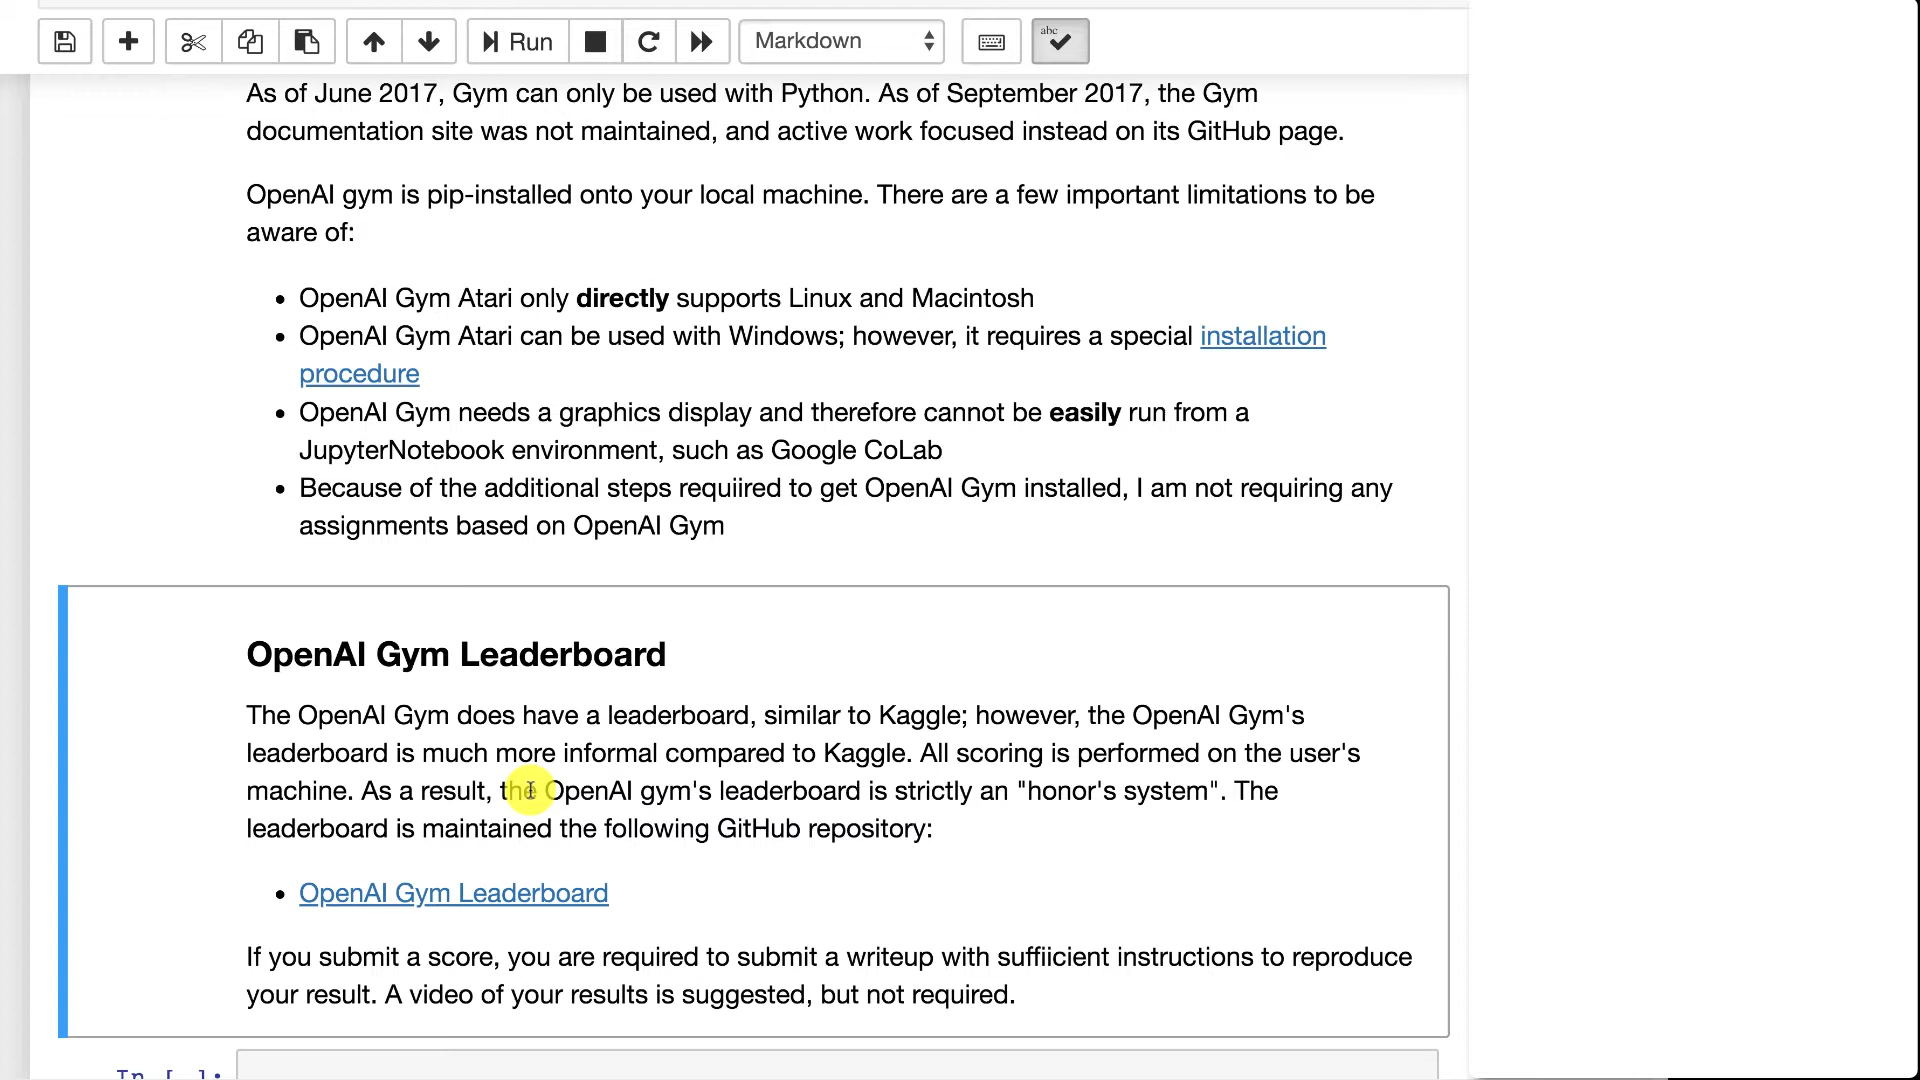 Run
Markdown
abc
As of June 2017, Gym can only be used with Python. As of September 2017, the Gym
documentation site was not maintained, and active work focused instead on its GitHub page.
OpenAI gym is pip-installed onto your local machine. There are a few important limitations to be
aware of:
• OpenAI Gym Atari only directly supports Linux and Macintosh
• OpenAI Gym Atari can be used with Windows; however, it requires a special installation
procedure
• OpenAI Gym needs a graphics display and therefore cannot be easily run from a
JupyterNotebook environment, such as Google CoLab
• Because of the additional steps requiired to get OpenAI Gym installed, I am not requiring any
assignments based on OpenAI Gym
OpenAI Gym Leaderboard
The OpenAI Gym does have a leaderboard, similar to Kaggle; however, the OpenAI Gym's
leaderboard is much more informal compared to Kaggle. All scoring is performed on the user's
machine. As a result, the OpenAI gym's leaderboard is strictly an "honor's system". The
leaderboard is maintained the following GitHub repository:
• OpenAI Gym Leaderboard
If you submit a score, you are required to submit a writeup with suffiicient instructions to reproduce
your result. A video of your results is suggested, but not required.
In [ ]: